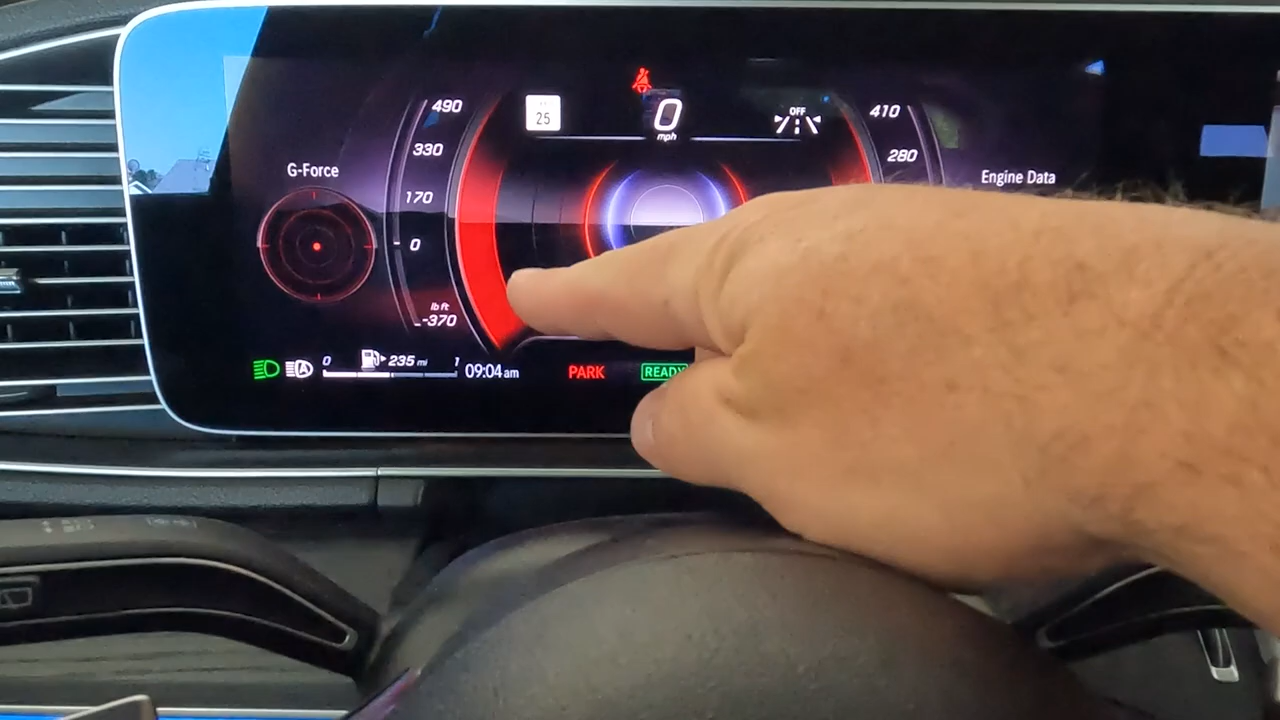 490
330
170
0
lb ft
-370
G-Force
25
0
mph
OFF
410
280
Engine Data
A
0
235 mi
1
09:04 am
PARK
READY